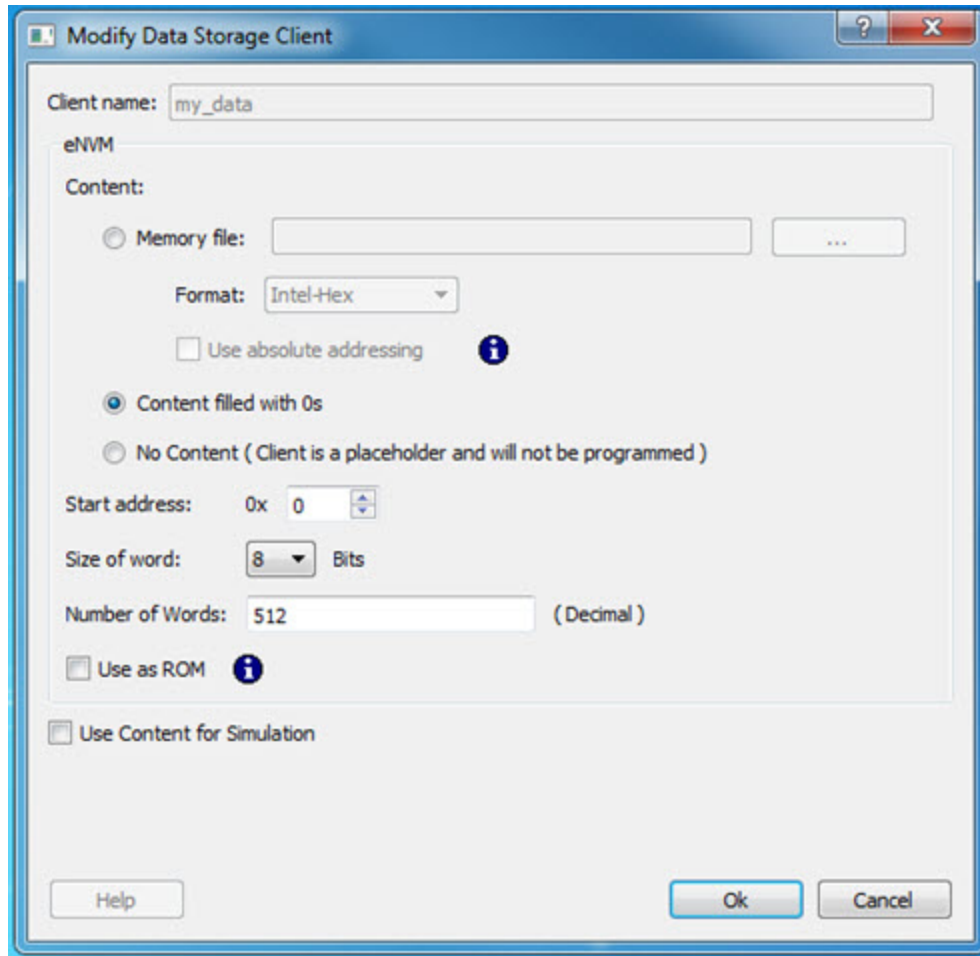 Modify Data Storage Client
Client name: my_data
eNVM
Content:
Memory file: ...
Format: Intel-Hex
Use absolute addressing
Content filled with 0s
No Content ( Client is a placeholder and will not be programmed )
Start address: 0x 0
Size of word: 8 Bits
Number of Words: 512 ( Decimal )
Use as ROM
Use Content for Simulation
Help Ok Cancel